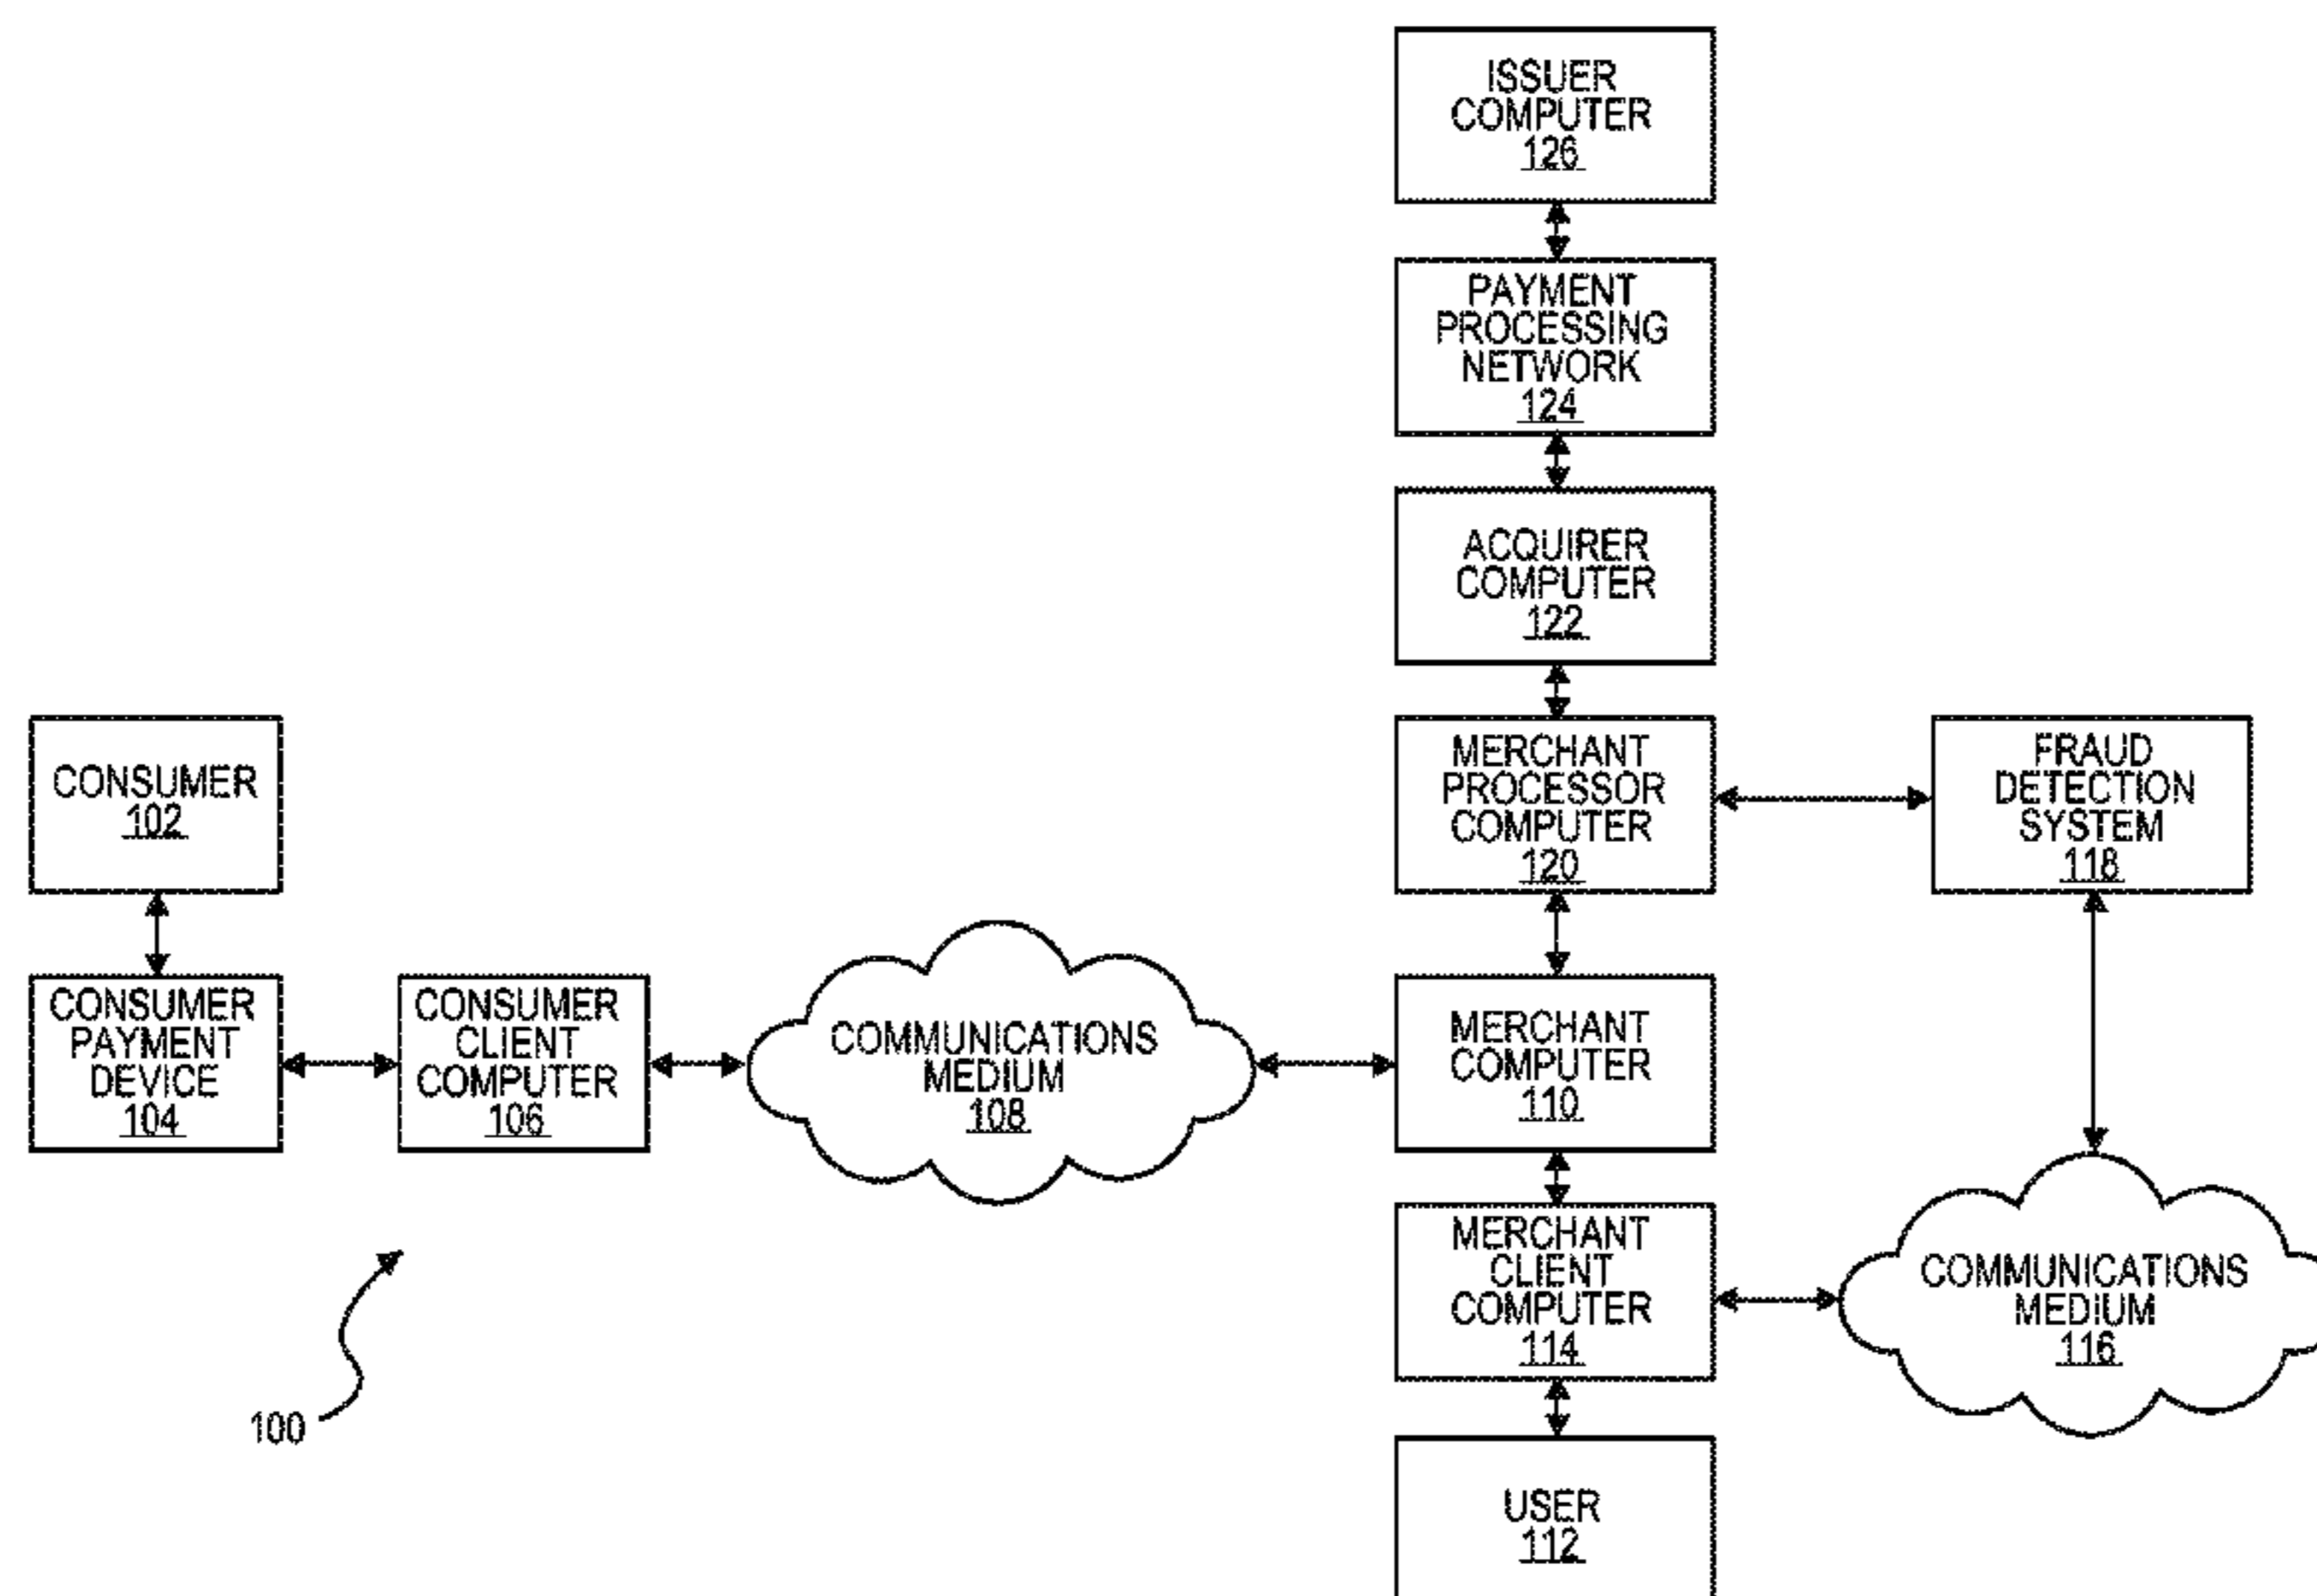 ISSUER
COMPUTER
126
PAYMENT
PROCESSING
NETWORK
124
ACQUIRER
COMPUTER
122
CONSUMER
102
MERCHANT
PROCESSOR
COMPUTER
120
FRAUD
DETECTION
SYSTEM
118
CONSUMER
PAYMENT
DEVICE
104
CONSUMER
CLIENT
COMPUTER
106
COMMUNICATIONS
MEDIUM
108
MERCHANT
COMPUTER
110
MERCHANT
CLIENT
COMPUTER
114
COMMUNICATIONS
MEDIUM
116
100
USER
112